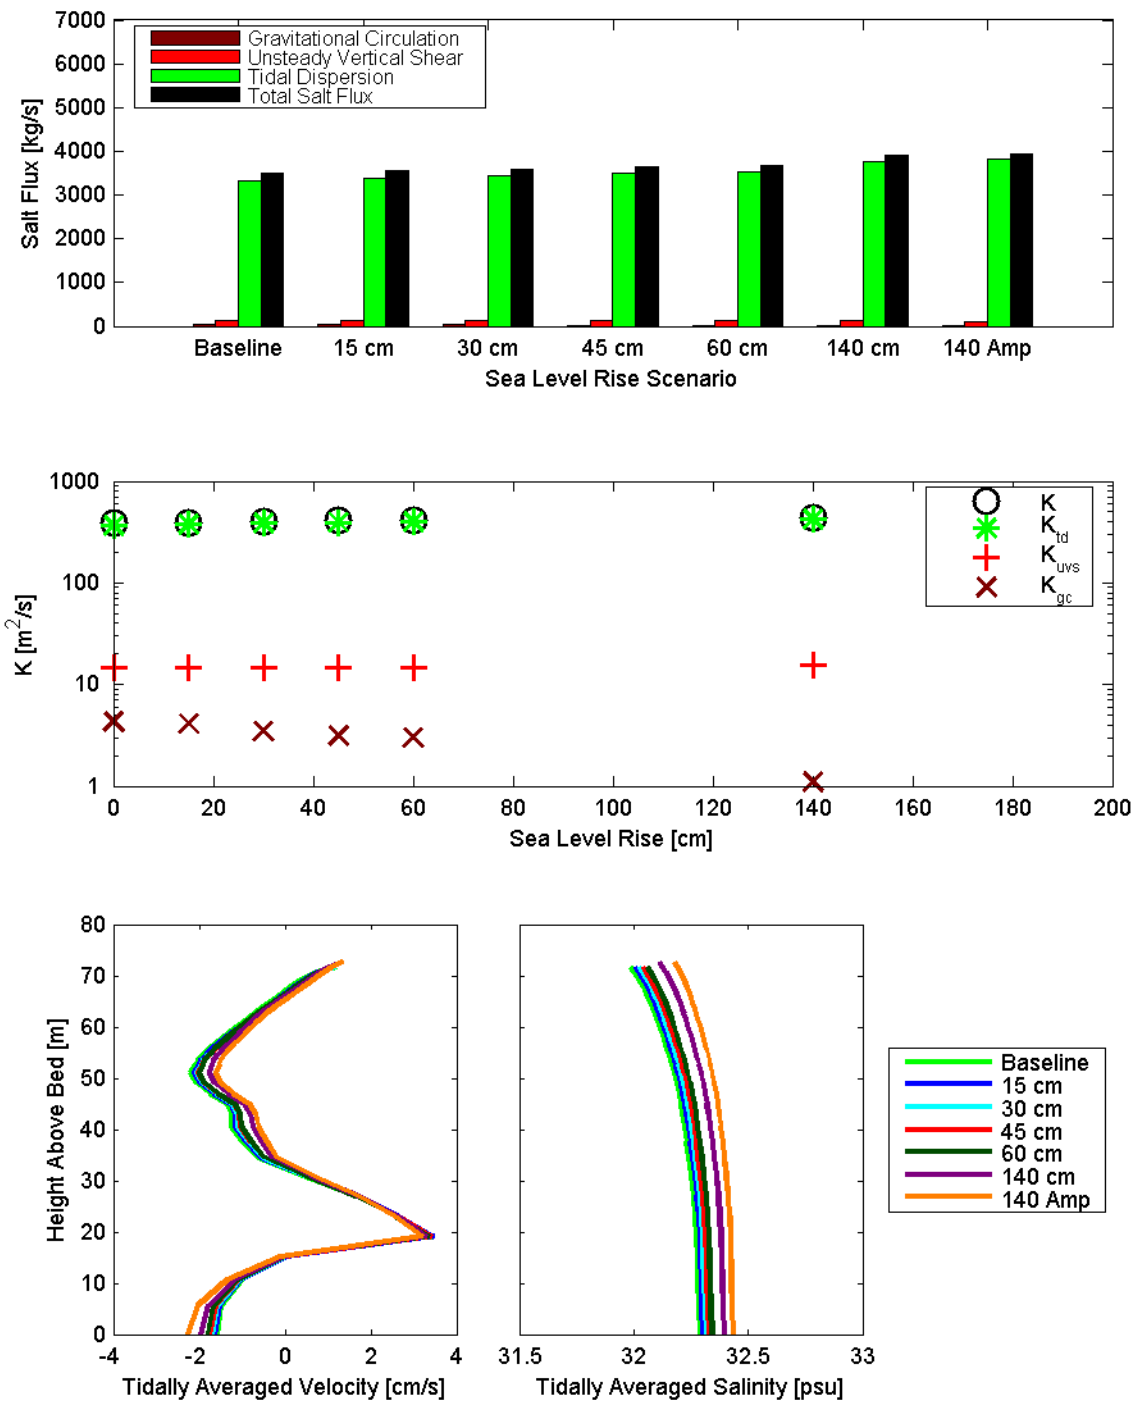 7000
6000
5000
4000
3000
2000
1000
0
Salt Flux [kg/s]
Gravitational Circulation
Unsteady Vertical Shear
Tidal Dispersion
Total Salt Flux
Baseline 15 cm 30 cm 45 cm 60 cm 140 cm 140 Amp
Sea Level Rise Scenario
1000
100
10
1
K [m²/s]
K
K_td
K_uvs
K_gc
0 20 40 60 80 100 120 140 160 180 200
Sea Level Rise [cm]
80
70
60
50
40
30
20
10
0
Height Above Bed [m]
-4 -2 0 2 4
Tidally Averaged Velocity [cm/s]
31.5 32 32.5 33
Tidally Averaged Salinity [psu]
Baseline
15 cm
30 cm
45 cm
60 cm
140 cm
140 Amp